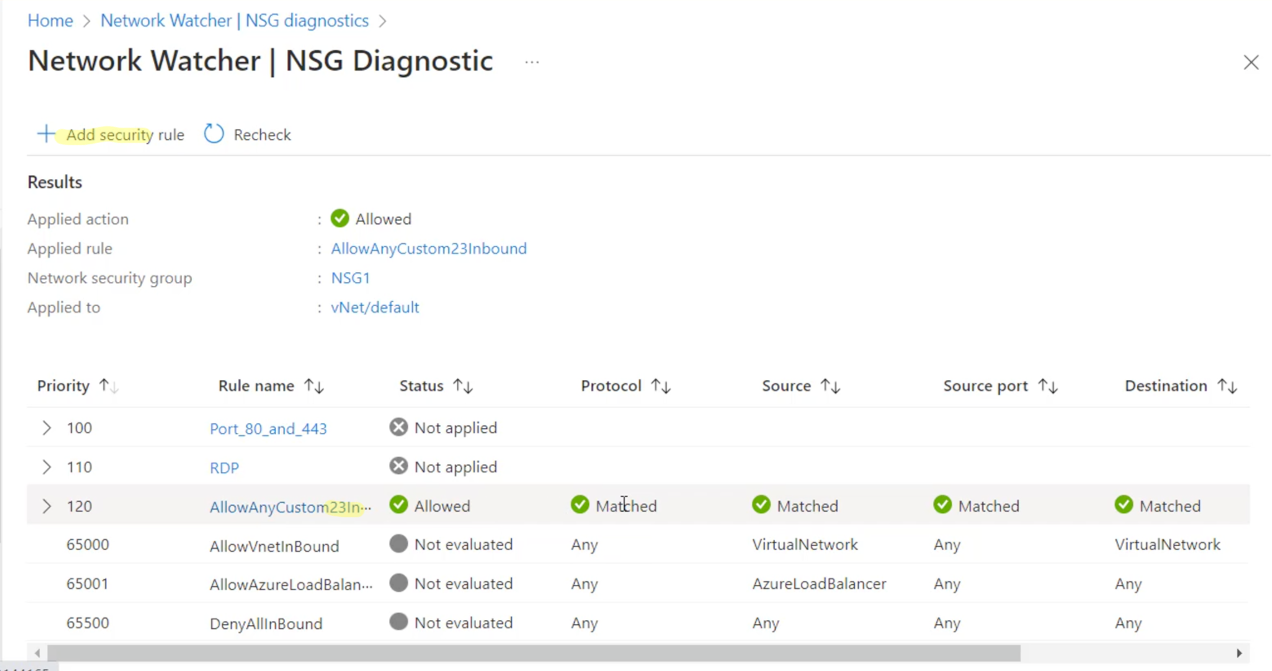 Home > Network Watcher | NSG diagnostics >
Network Watcher | NSG Diagnostic ...
+ Add security rule Recheck
Results
Applied action : Allowed
Applied rule : AllowAnyCustom23Inbound
Network security group : NSG1
Applied to : vNet/default
Priority ↑↓ Rule name ↑↓ Status ↑↓ Protocol ↑↓ Source ↑↓ Source port ↑↓ Destination ↑↓
> 100 Port_80_and_443 Not applied
> 110 RDP Not applied
> 120 AllowAnyCustom23In... Allowed Matched Matched Matched Matched
65000 AllowVnetInBound Not evaluated Any VirtualNetwork Any VirtualNetwork
65001 AllowAzureLoadBalan... Not evaluated Any AzureLoadBalancer Any Any
65500 DenyAllInBound Not evaluated Any Any Any Any